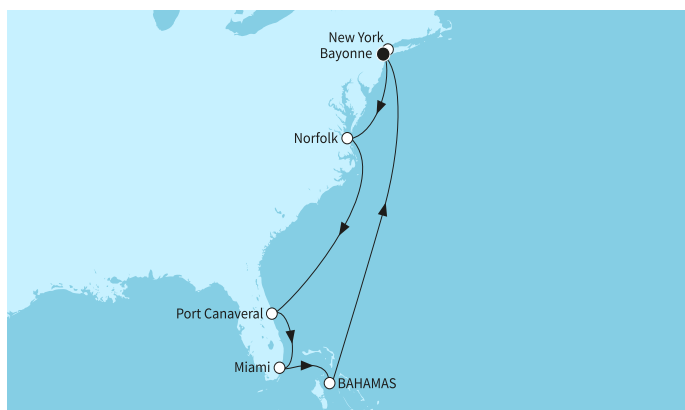 New York
Bayonne
Norfolk
Port Canaveral
Miami
BAHAMAS